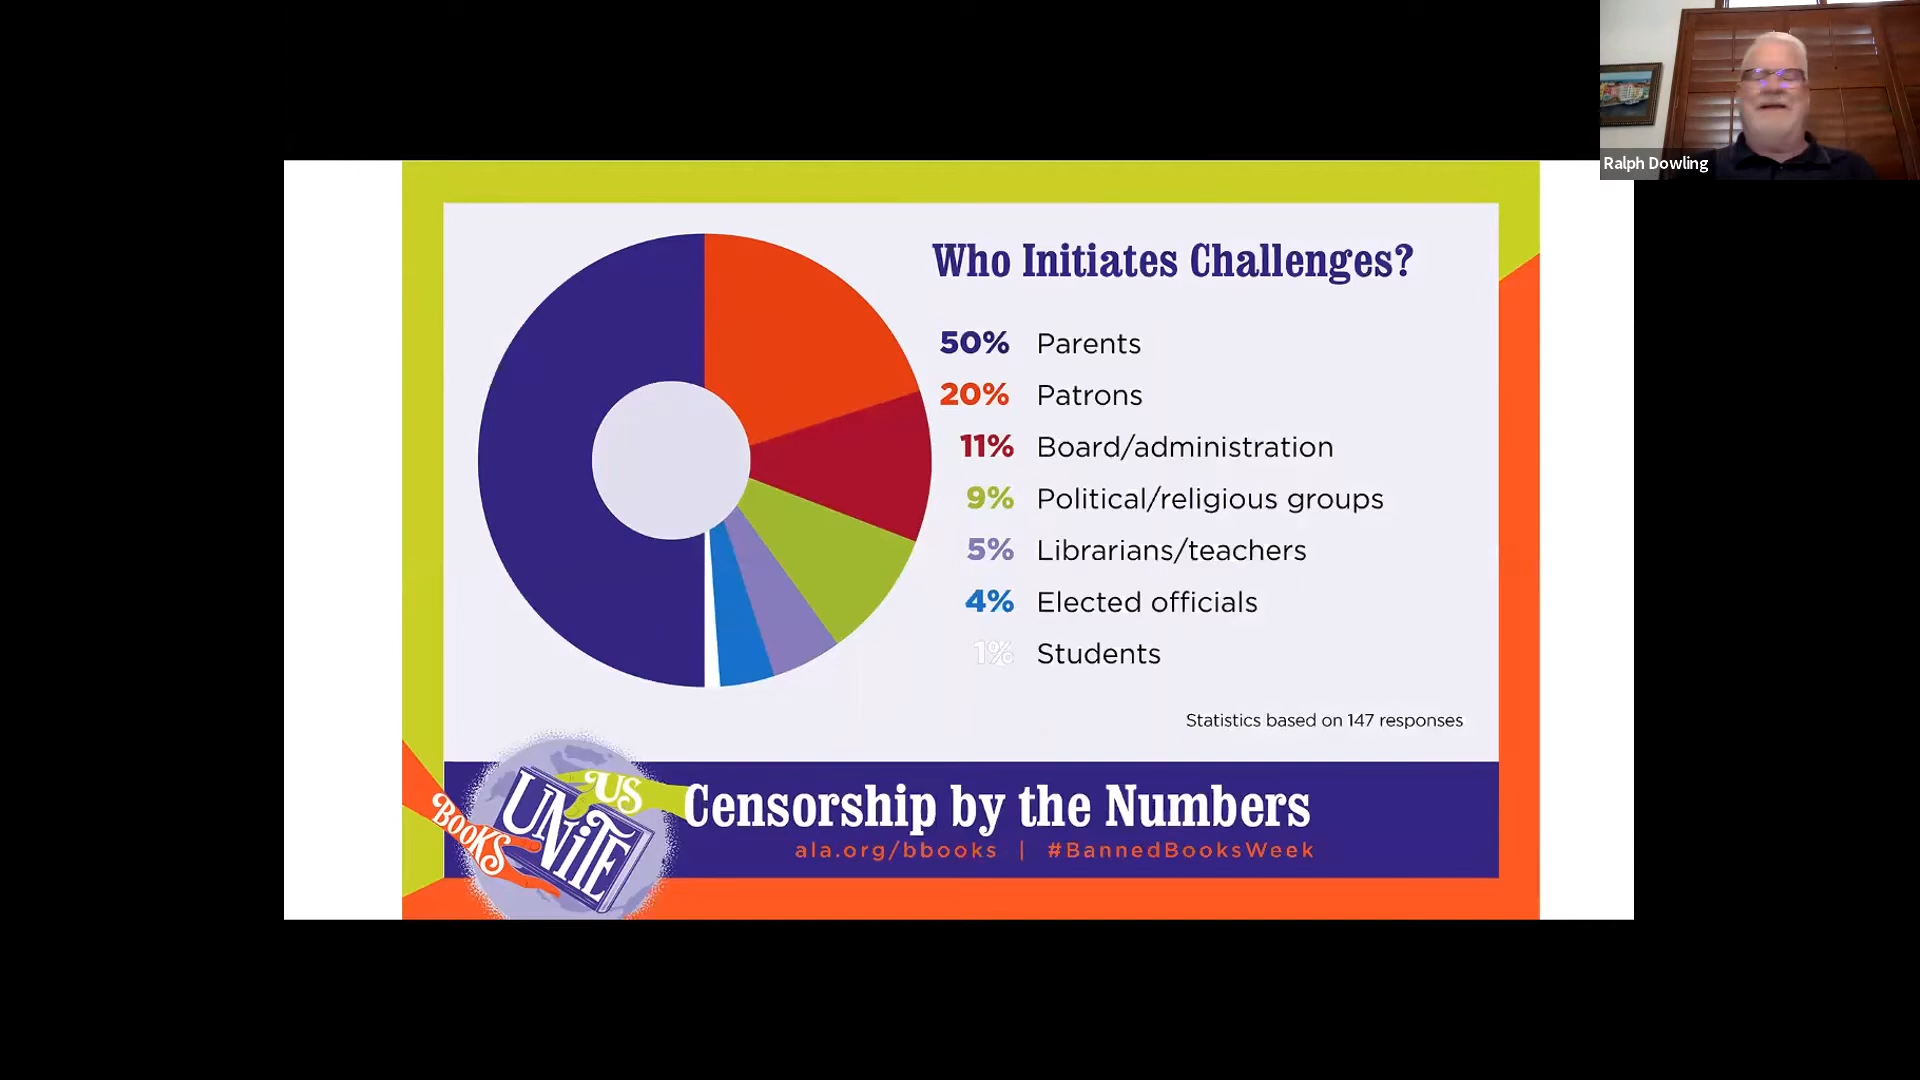 Ralph Dowling
Who Initiates Challenges?
50% Parents
20% Patrons
11% Board/administration
9% Political/religious groups
5% Librarians/teachers
4% Elected officials
1% Students
Statistics based on 147 responses
BOOKS
UNITE
US
Censorship by the Numbers
ala.org/bbooks | #BannedBooksWeek